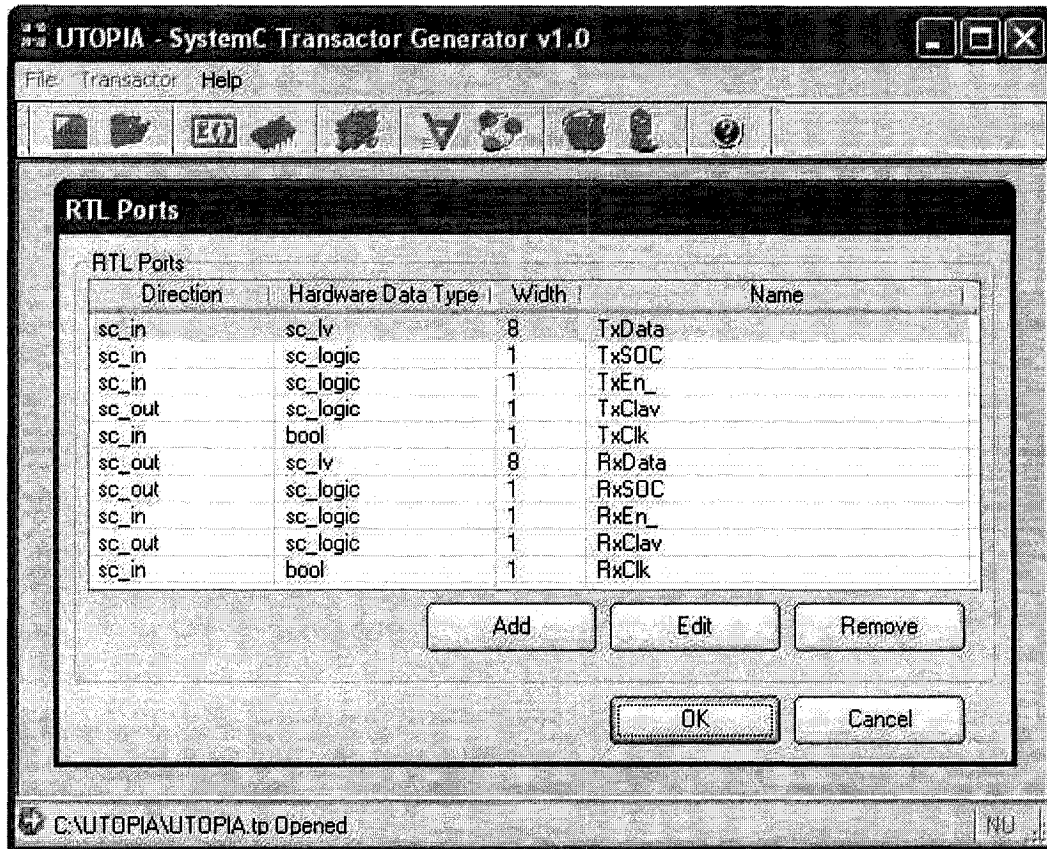 UTOPIA - SystemC Transactor Generator v1.0
File Transactor Help
RTL Ports
RTL Ports
Direction Hardware Data Type Width Name
sc_in sc_lv 8 TxData
sc_in sc_logic 1 TxSOC
sc_in sc_logic 1 TxEn_
sc_out sc_logic 1 TxClav
sc_in bool 1 TxClk
sc_out sc_lv 8 RxData
sc_out sc_logic 1 RxSOC
sc_in sc_logic 1 RxEn_
sc_out sc_logic 1 RxClav
sc_in bool 1 RxClk
Add Edit Remove
OK Cancel
C:\UTOPIA\UTOPIA.tp Opened NU